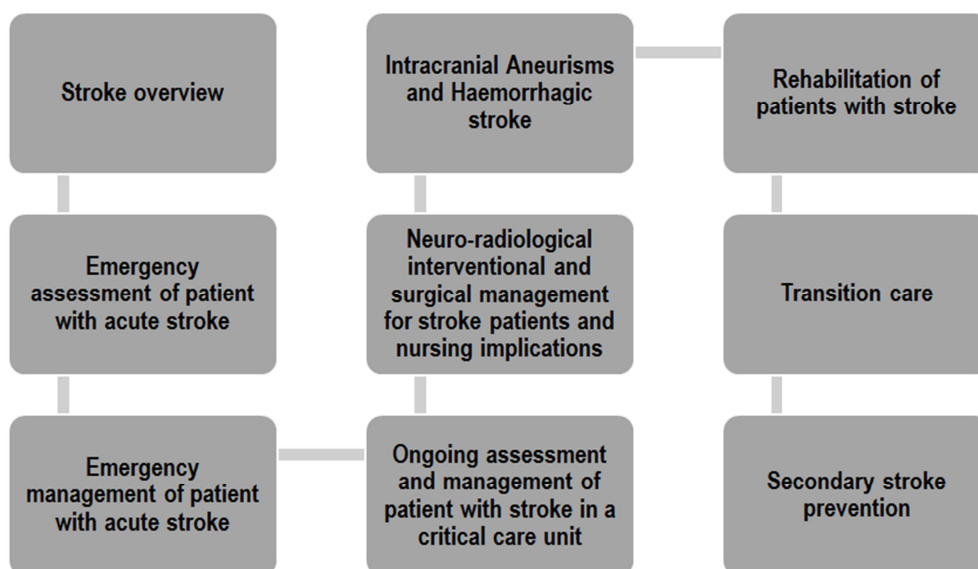 Stroke overview
Emergency
assessment of patient
with acute stroke
Emergency
management of patient
with acute stroke
Ongoing assessment
and management of
patient with stroke in a
critical care unit
Neuro-radiological
interventional and
surgical management
for stroke patients and
nursing implications
Intracranial Aneurisms
and Haemorrhagic
stroke
Rehabilitation of
patients with stroke
Transition care
Secondary stroke
prevention